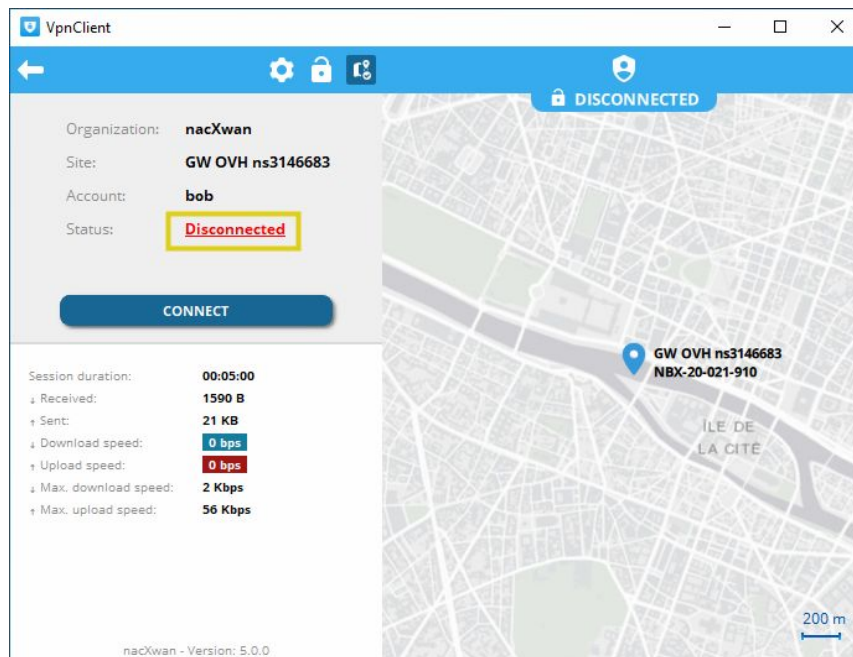 VpnClient
DISCONNECTED
Organization: nacXwan
Site: GW OVH ns3146683
Account: bob
Status: Disconnected
CONNECT
Session duration: 00:05:00
↓ Received: 1590 B
↑ Sent: 21 KB
↓ Download speed: 0 bps
↑ Upload speed: 0 bps
↓ Max. download speed: 2 Kbps
↑ Max. upload speed: 56 Kbps
nacXwan - Version: 5.0.0
GW OVH ns3146683
NBX-20-021-910
ÎLE DE
LA CITÉ
200 m